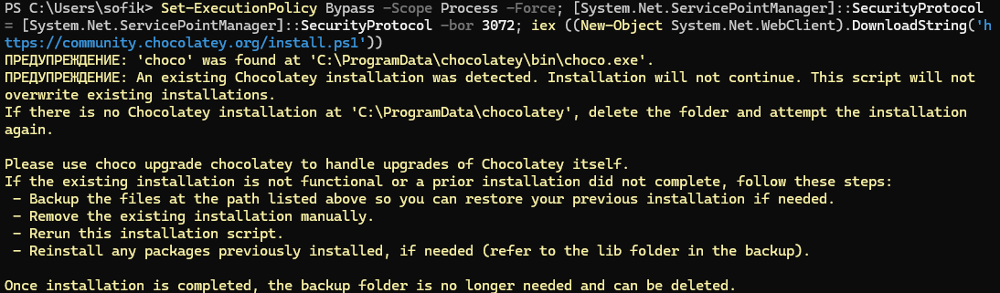 PS C:\Users\sofik> Set-ExecutionPolicy Bypass -Scope Process -Force; [System.Net.ServicePointManager]::SecurityProtocol
= [System.Net.ServicePointManager]::SecurityProtocol -bor 3072; iex ((New-Object System.Net.WebClient).DownloadString('h
ttps://community.chocolatey.org/install.ps1'))
ПРЕДУПРЕЖДЕНИЕ: 'choco' was found at 'C:\ProgramData\chocolatey\bin\choco.exe'.
ПРЕДУПРЕЖДЕНИЕ: An existing Chocolatey installation was detected. Installation will not continue. This script will not
overwrite existing installations.
If there is no Chocolatey installation at 'C:\ProgramData\chocolatey', delete the folder and attempt the installation
again.

Please use choco upgrade chocolatey to handle upgrades of Chocolatey itself.
If the existing installation is not functional or a prior installation did not complete, follow these steps:
 - Backup the files at the path listed above so you can restore your previous installation if needed.
 - Remove the existing installation manually.
 - Rerun this installation script.
 - Reinstall any packages previously installed, if needed (refer to the lib folder in the backup).

Once installation is completed, the backup folder is no longer needed and can be deleted.